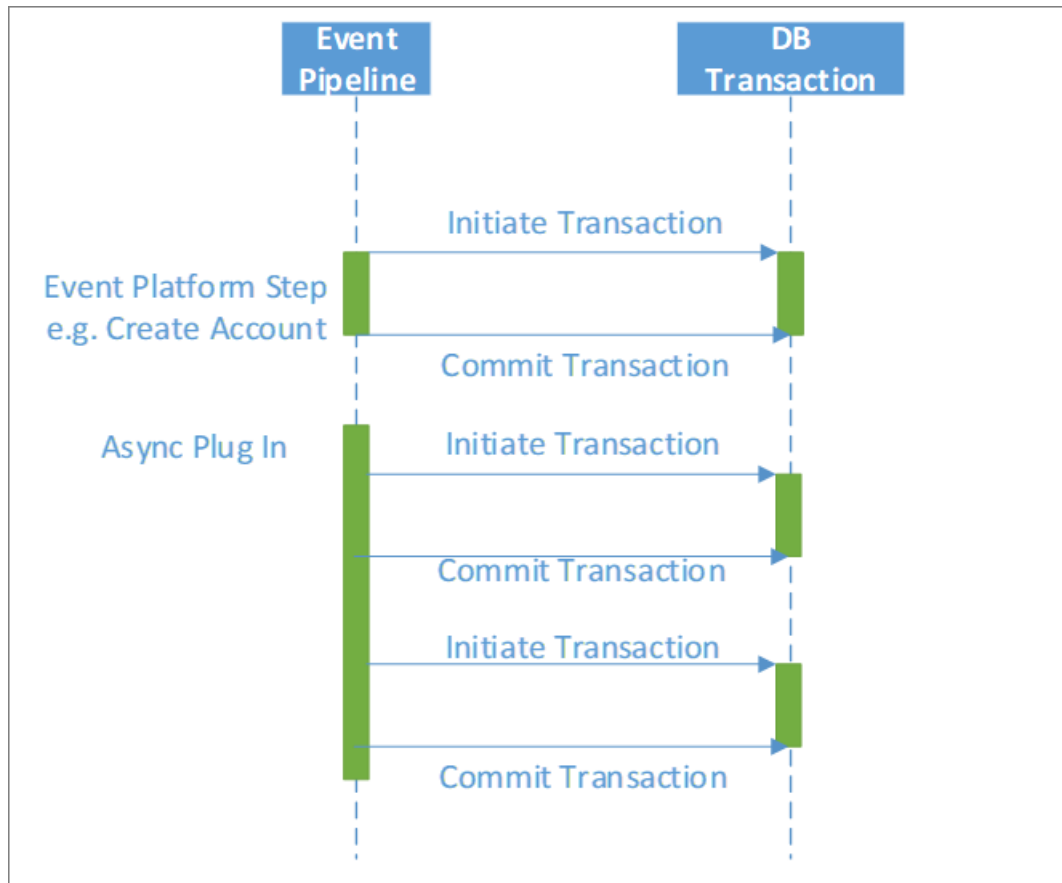 Event
Pipeline
DB
Transaction
Initiate Transaction
Event Platform Step
e.g. Create Account
Commit Transaction
Async Plug In
Initiate Transaction
Commit Transaction
Initiate Transaction
Commit Transaction